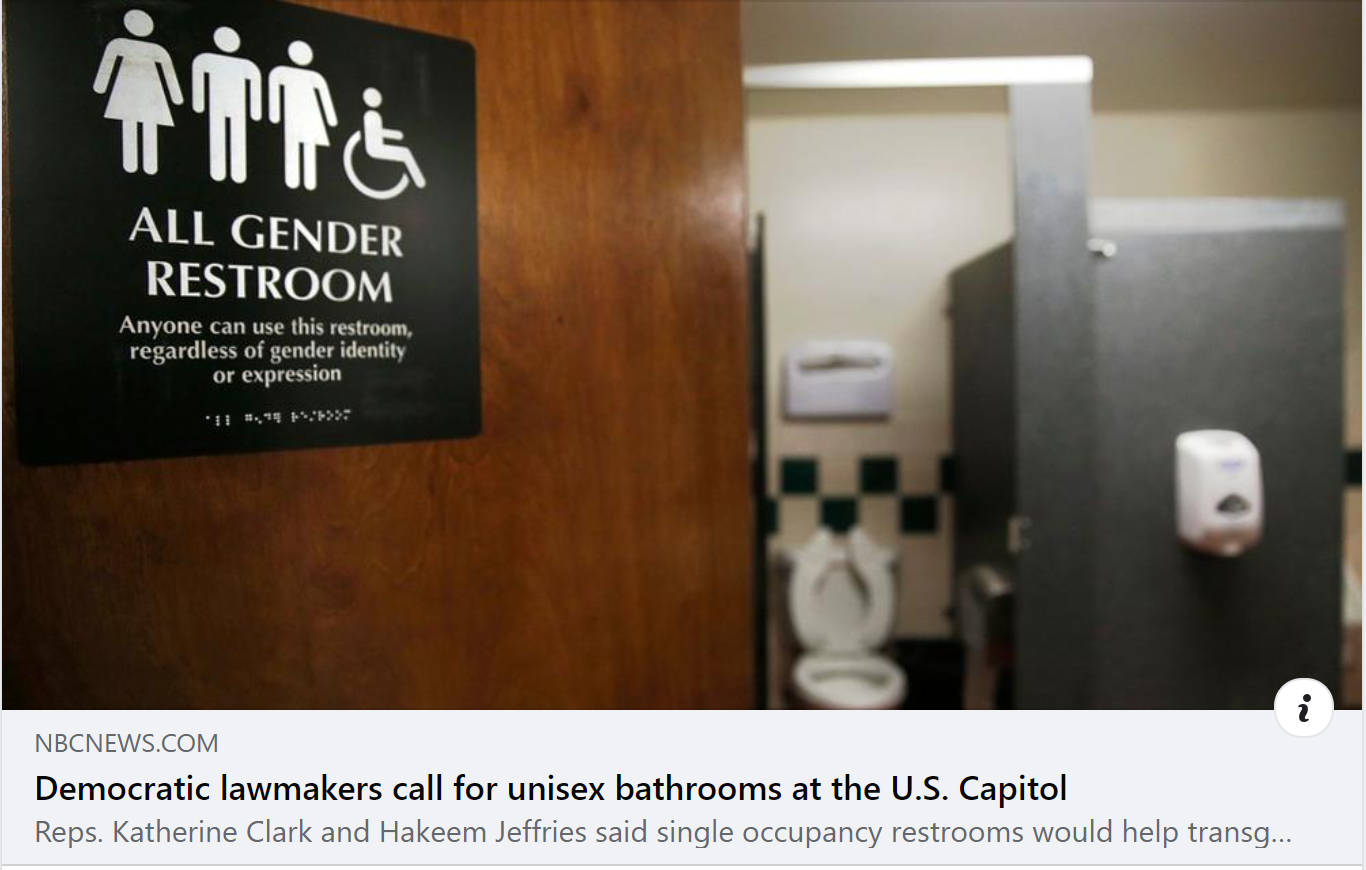 ALL GENDER
RESTROOM
Anyone can use this restroom,
regardless of gender identity
or expression
NBCNEWS.COM
Democratic lawmakers call for unisex bathrooms at the U.S. Capitol
Reps. Katherine Clark and Hakeem Jeffries said single occupancy restrooms would help transg...